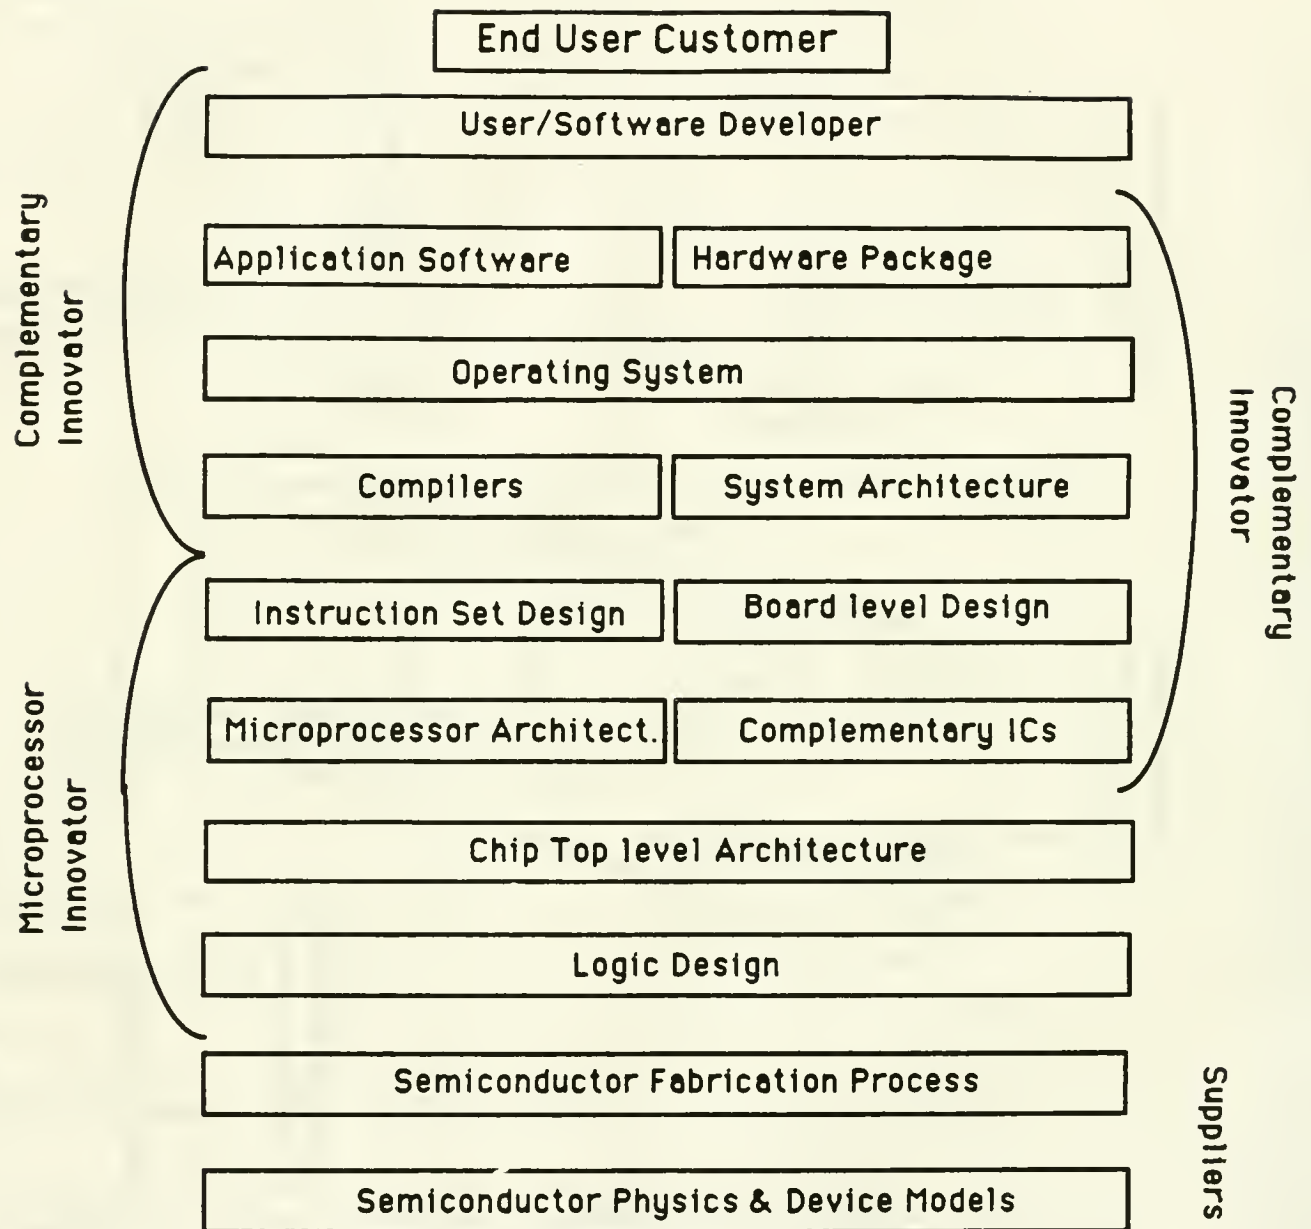 End User Customer
User/Software Developer
Application Software
Hardware Package
Operating System
Compilers
System Architecture
Instruction Set Design
Board level Design
Microprocessor Architect.
Complementary ICs
Chip Top level Architecture
Logic Design
Semiconductor Fabrication Process
Semiconductor Physics & Device Models
Complementary
Innovator
Microprocessor
Innovator
Complementary
Innovator
Suppliers